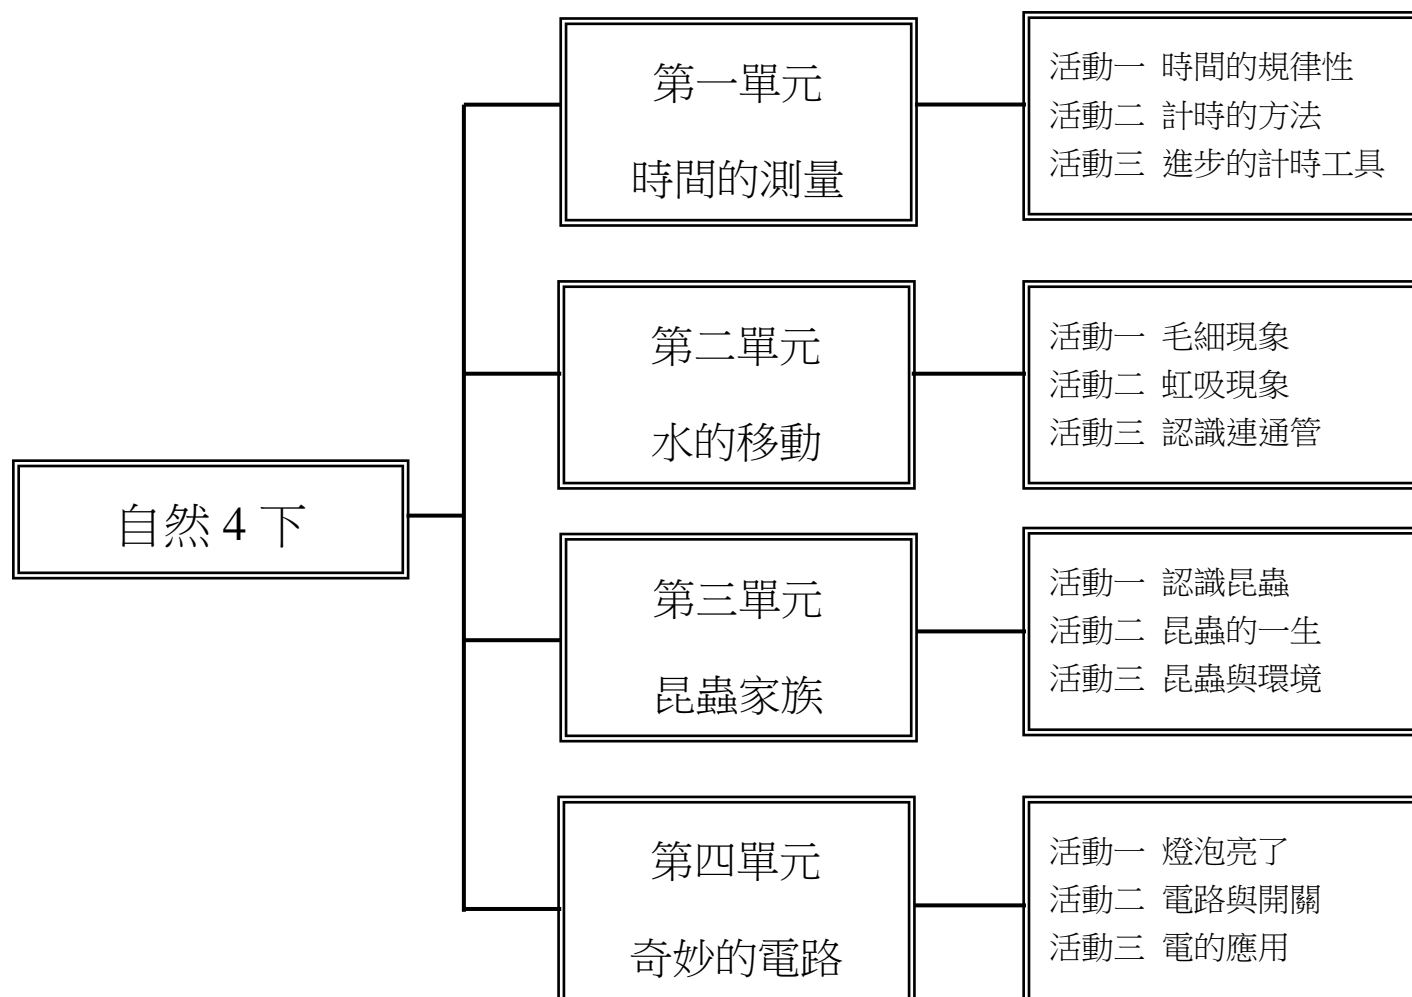 自然 4 下
第一單元
時間的測量
活動一 時間的規律性
活動二 計時的方法
活動三 進步的計時工具
第二單元
水的移動
活動一 毛細現象
活動二 虹吸現象
活動三 認識連通管
第三單元
昆蟲家族
活動一 認識昆蟲
活動二 昆蟲的一生
活動三 昆蟲與環境
第四單元
奇妙的電路
活動一 燈泡亮了
活動二 電路與開關
活動三 電的應用